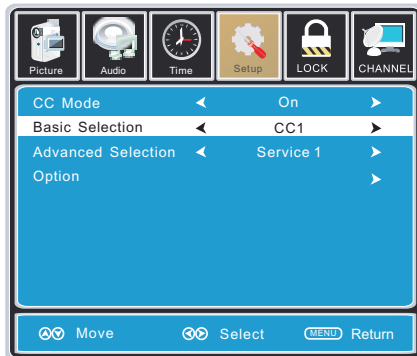 Picture Audio Time Setup LOCK CHANNEL
CC Mode On
Basic Selection CC1
Advanced Selection Service 1
Option
Move Select MENU Return